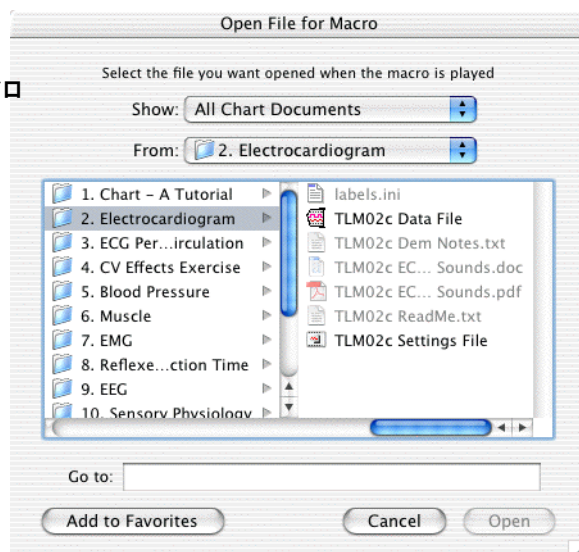 Open File for Macro
Select the file you want opened when the macro is played
ロ
Show: All Chart Documents
From: 2. Electrocardiogram
1. Chart – A Tutorial
2. Electrocardiogram
3. ECG Per...irculation
4. CV Effects Exercise
5. Blood Pressure
6. Muscle
7. EMG
8. Reflexe...ction Time
9. EEG
10. Sensory Physiology
labels.ini
TLM02c Data File
TLM02c Dem Notes.txt
TLM02c EC... Sounds.doc
TLM02c EC... Sounds.pdf
TLM02c ReadMe.txt
TLM02c Settings File
Go to:
Add to Favorites
Cancel
Open